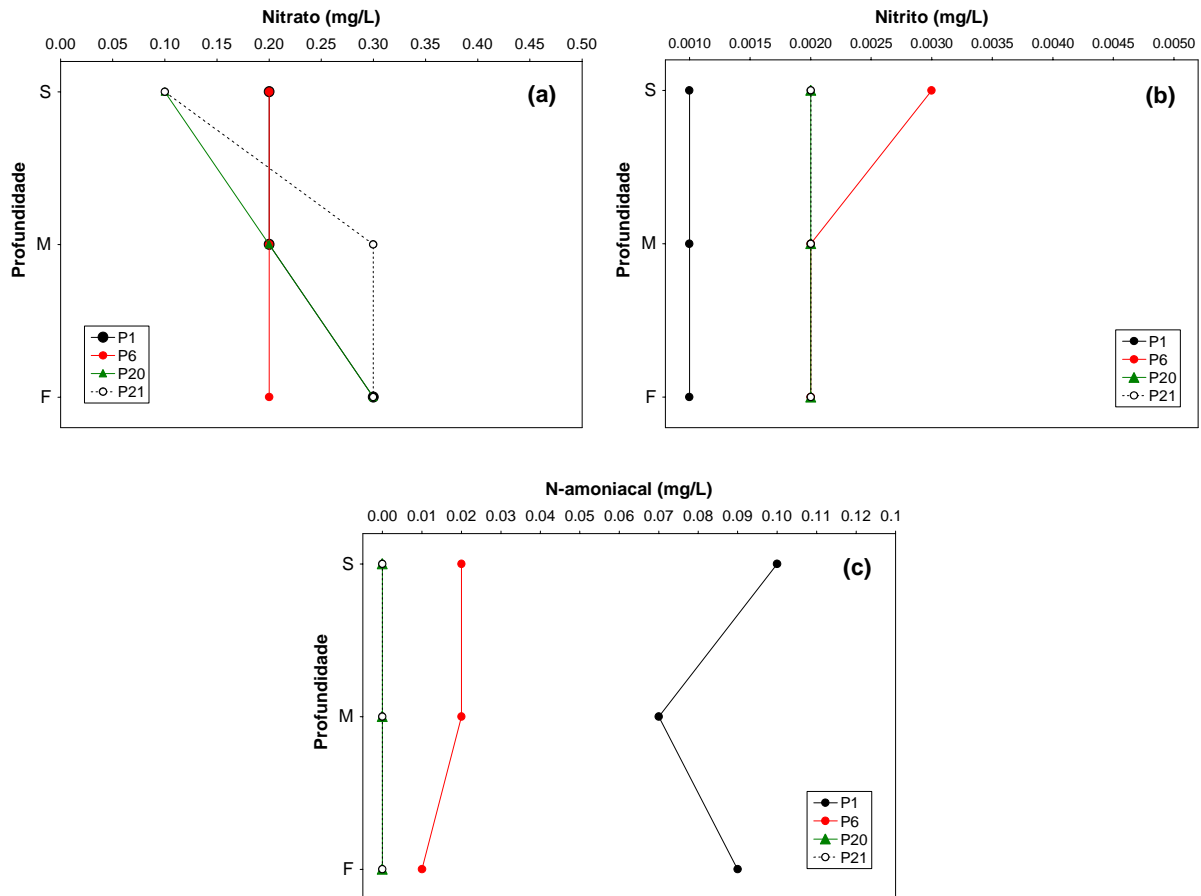 Nitrato (mg/L)
0.00 0.05 0.10 0.15 0.20 0.25 0.30 0.35 0.40 0.45 0.50
(a)
Profundidade
S
M
F
P1
P6
P20
P21
Nitrito (mg/L)
0.0010 0.0015 0.0020 0.0025 0.0030 0.0035 0.0040 0.0045 0.0050
(b)
Profundidade
S
M
F
P1
P6
P20
P21
N-amoniacal (mg/L)
0.00 0.01 0.02 0.03 0.04 0.05 0.06 0.07 0.08 0.09 0.10 0.11 0.12 0.1
(c)
Profundidade
S
M
F
P1
P6
P20
P21